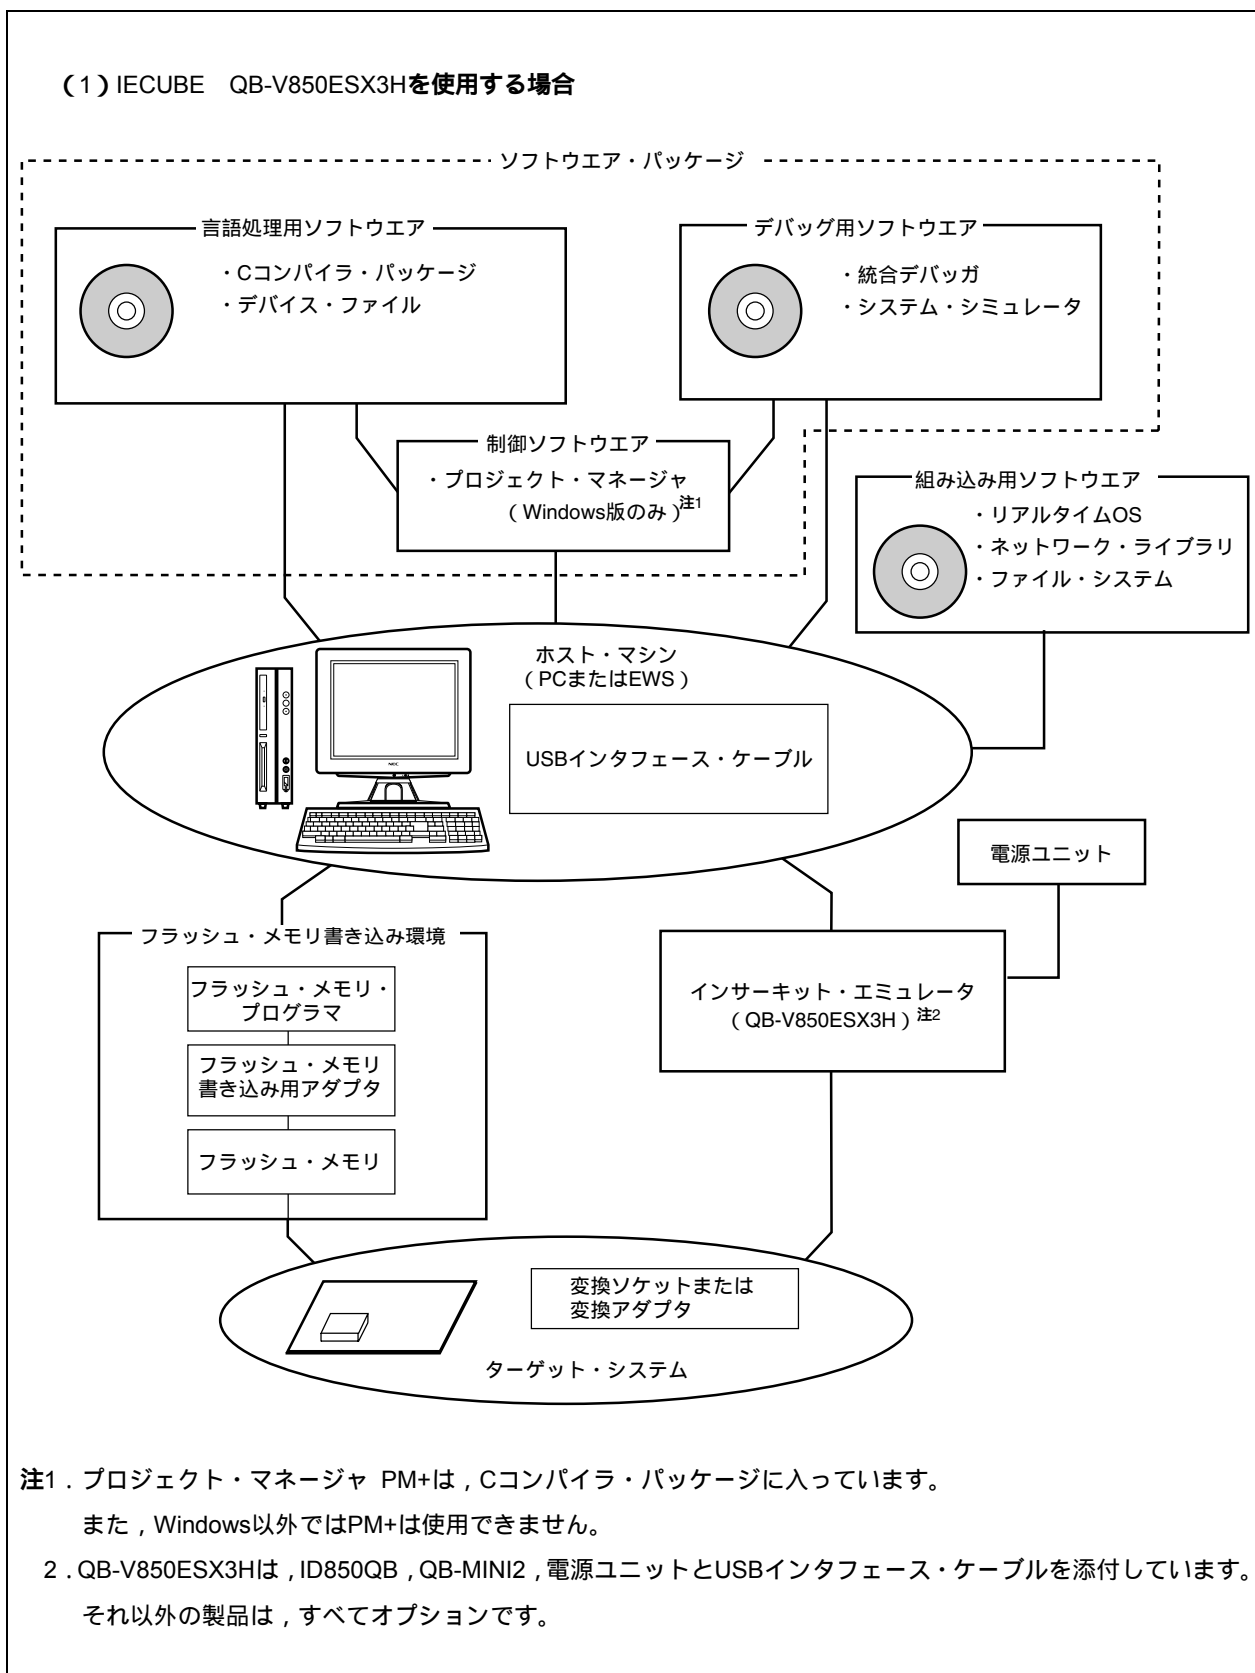 （1）IECUBE　QB-V850ESX3Hを使用する場合
ソフトウエア・パッケージ
言語処理用ソフトウエア
・Cコンパイラ・パッケージ
・デバイス・ファイル
デバッグ用ソフトウエア
・統合デバッガ
・システム・シミュレータ
制御ソフトウエア
・プロジェクト・マネージャ
（Windows版のみ）注1
組み込み用ソフトウエア
・リアルタイムOS
・ネットワーク・ライブラリ
・ファイル・システム
ホスト・マシン
（PCまたはEWS）
USBインタフェース・ケーブル
NEC
電源ユニット
フラッシュ・メモリ書き込み環境
フラッシュ・メモリ・
プログラマ
フラッシュ・メモリ
書き込み用アダプタ
フラッシュ・メモリ
インサーキット・エミュレータ
（QB-V850ESX3H）注2
変換ソケットまたは
変換アダプタ
ターゲット・システム
注1．プロジェクト・マネージャ PM+は，Cコンパイラ・パッケージに入っています。
また，Windows以外ではPM+は使用できません。
2．QB-V850ESX3Hは，ID850QB，QB-MINI2，電源ユニットとUSBインタフェース・ケーブルを添付しています。
それ以外の製品は，すべてオプションです。